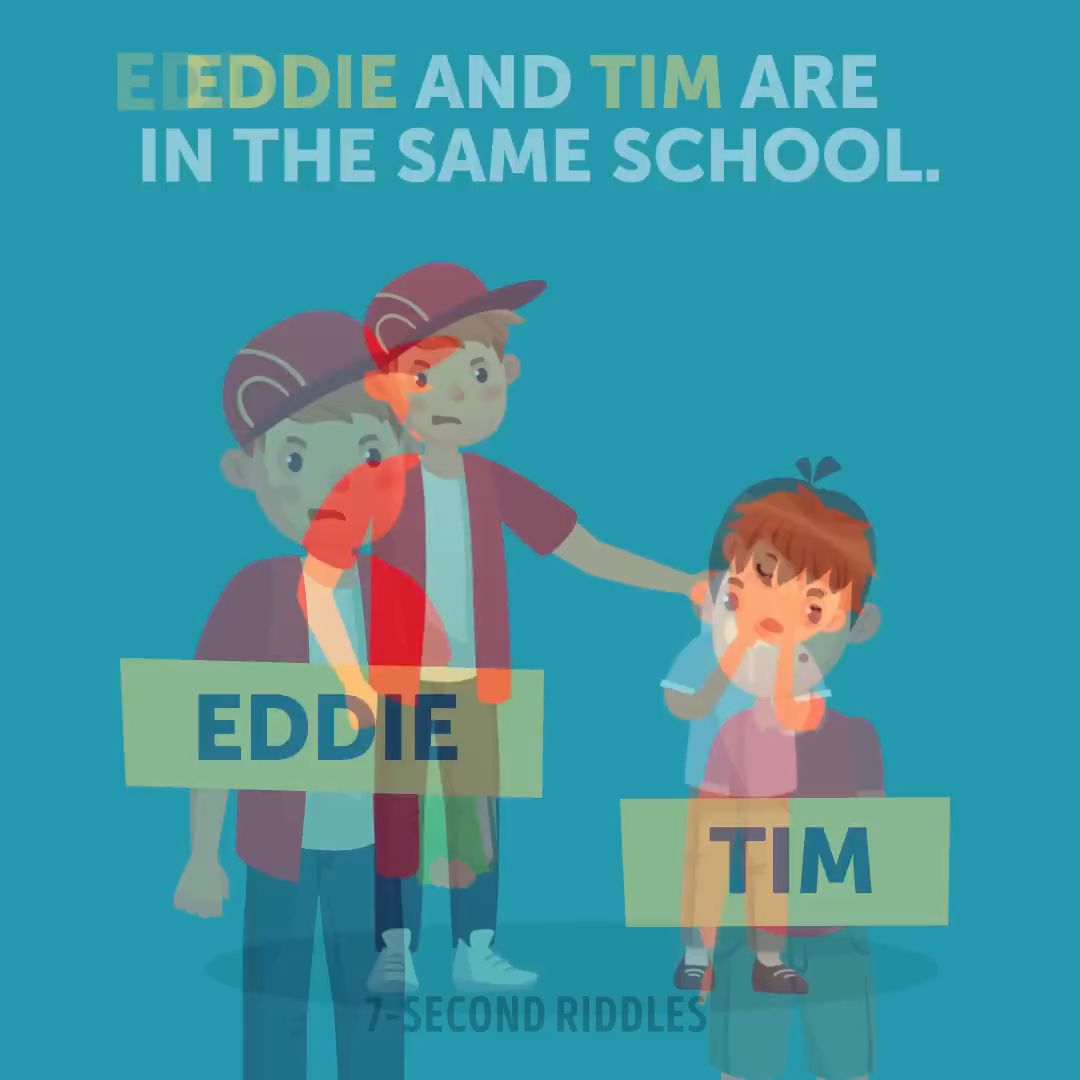 EDDIE AND TIM ARE
IN THE SAME SCHOOL.
EDDIE
TIM
7-SECOND RIDDLES